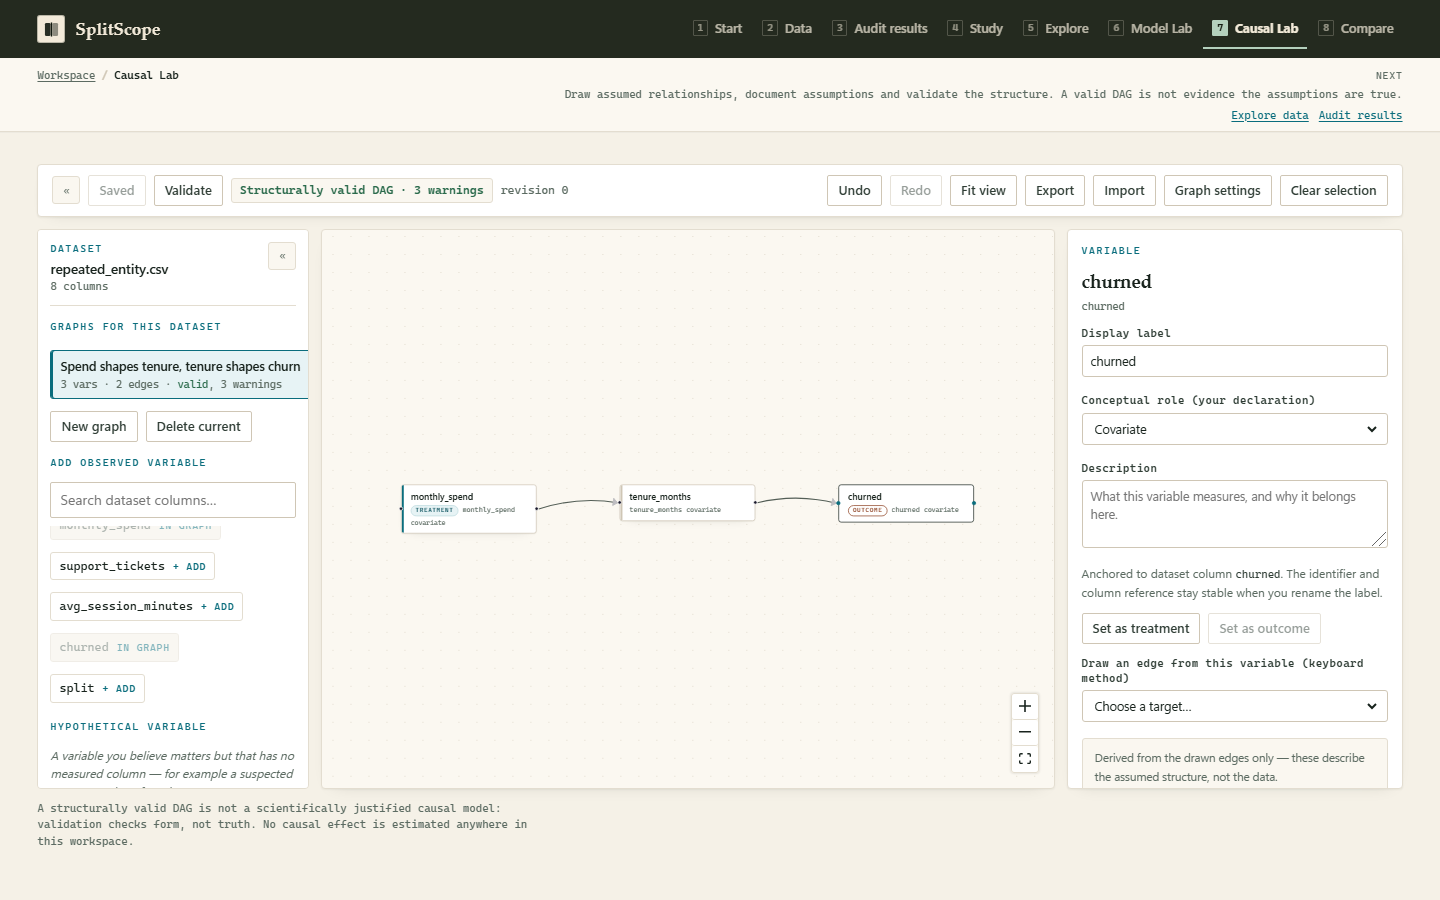 SplitScope
1 Start
2 Data
3 Audit results
4 Study
5 Explore
6 Model Lab
7 Causal Lab
8 Compare
Workspace / Causal Lab
NEXT
Draw assumed relationships, document assumptions and validate the structure. A valid DAG is not evidence the assumptions are true.
Explore data Audit results
« Saved Validate Structurally valid DAG · 3 warnings revision 0
Undo Redo Fit view Export Import Graph settings Clear selection
DATASET
repeated_entity.csv
8 columns
«
GRAPHS FOR THIS DATASET
Spend shapes tenure, tenure shapes churn
3 vars · 2 edges · valid, 3 warnings
New graph Delete current
ADD OBSERVED VARIABLE
Search dataset columns...
monthly_spend IN GRAPH
support_tickets + ADD
avg_session_minutes + ADD
churned IN GRAPH
split + ADD
HYPOTHETICAL VARIABLE
A variable you believe matters but that has no
measured column — for example a suspected
monthly_spend
TREATMENT monthly_spend
covariate
tenure_months
tenure_months covariate
churned
OUTCOME churned covariate
VARIABLE
churned
churned
Display label
churned
Conceptual role (your declaration)
Covariate
Description
What this variable measures, and why it belongs
here.
Anchored to dataset column churned. The identifier and
column reference stay stable when you rename the label.
Set as treatment Set as outcome
Draw an edge from this variable (keyboard
method)
Choose a target...
Derived from the drawn edges only — these describe
the assumed structure, not the data.
A structurally valid DAG is not a scientifically justified causal model:
validation checks form, not truth. No causal effect is estimated anywhere in
this workspace.